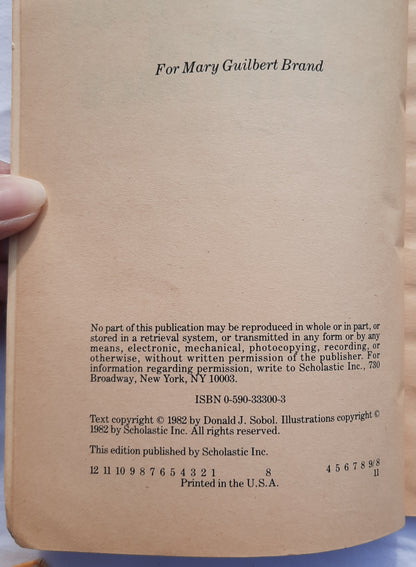 For Mary Guilbert Brand
No part of this publication may be reproduced in whole or in part, or
stored in a retrieval system, or transmitted in any form or by any
means, electronic, mechanical, photocopying, recording, or
otherwise, without written permission of the publisher. For
information regarding permission, write to Scholastic Inc., 730
Broadway, New York, NY 10003.
ISBN 0-590-33300-3
Text copyright © 1982 by Donald J. Sobol. Illustrations copyright ©
1982 by Scholastic Inc. All rights reserved.
This edition published by Scholastic Inc.
12 11 10 9 8 7 6 5 4 3 2 1 8 4 5 6 7 8 9/8
Printed in the U.S.A. 11